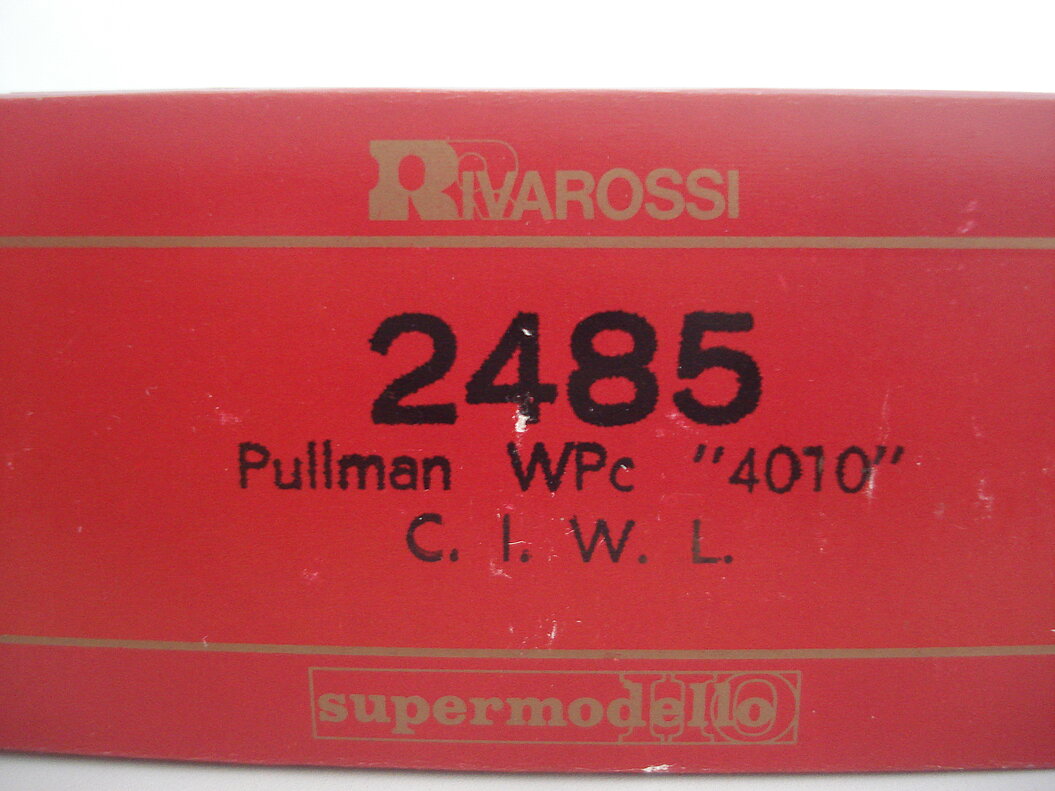 RIVAROSSI
2485
Pullman WPc "4010"
C. I. W. L.
supermodello HO